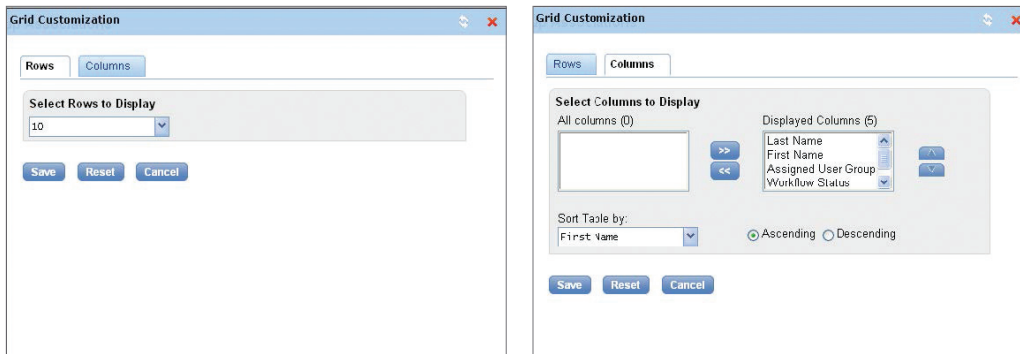 Grid Customization
Rows Columns
Select Rows to Display
10
Save Reset Cancel
Grid Customization
Rows Columns
Select Columns to Display
All columns (0) Displayed Columns (5)
Last Name
First Name
Assigned User Group
Workflow Status
>>
<<
Sort Table by:
First Name Ascending Descending
Save Reset Cancel